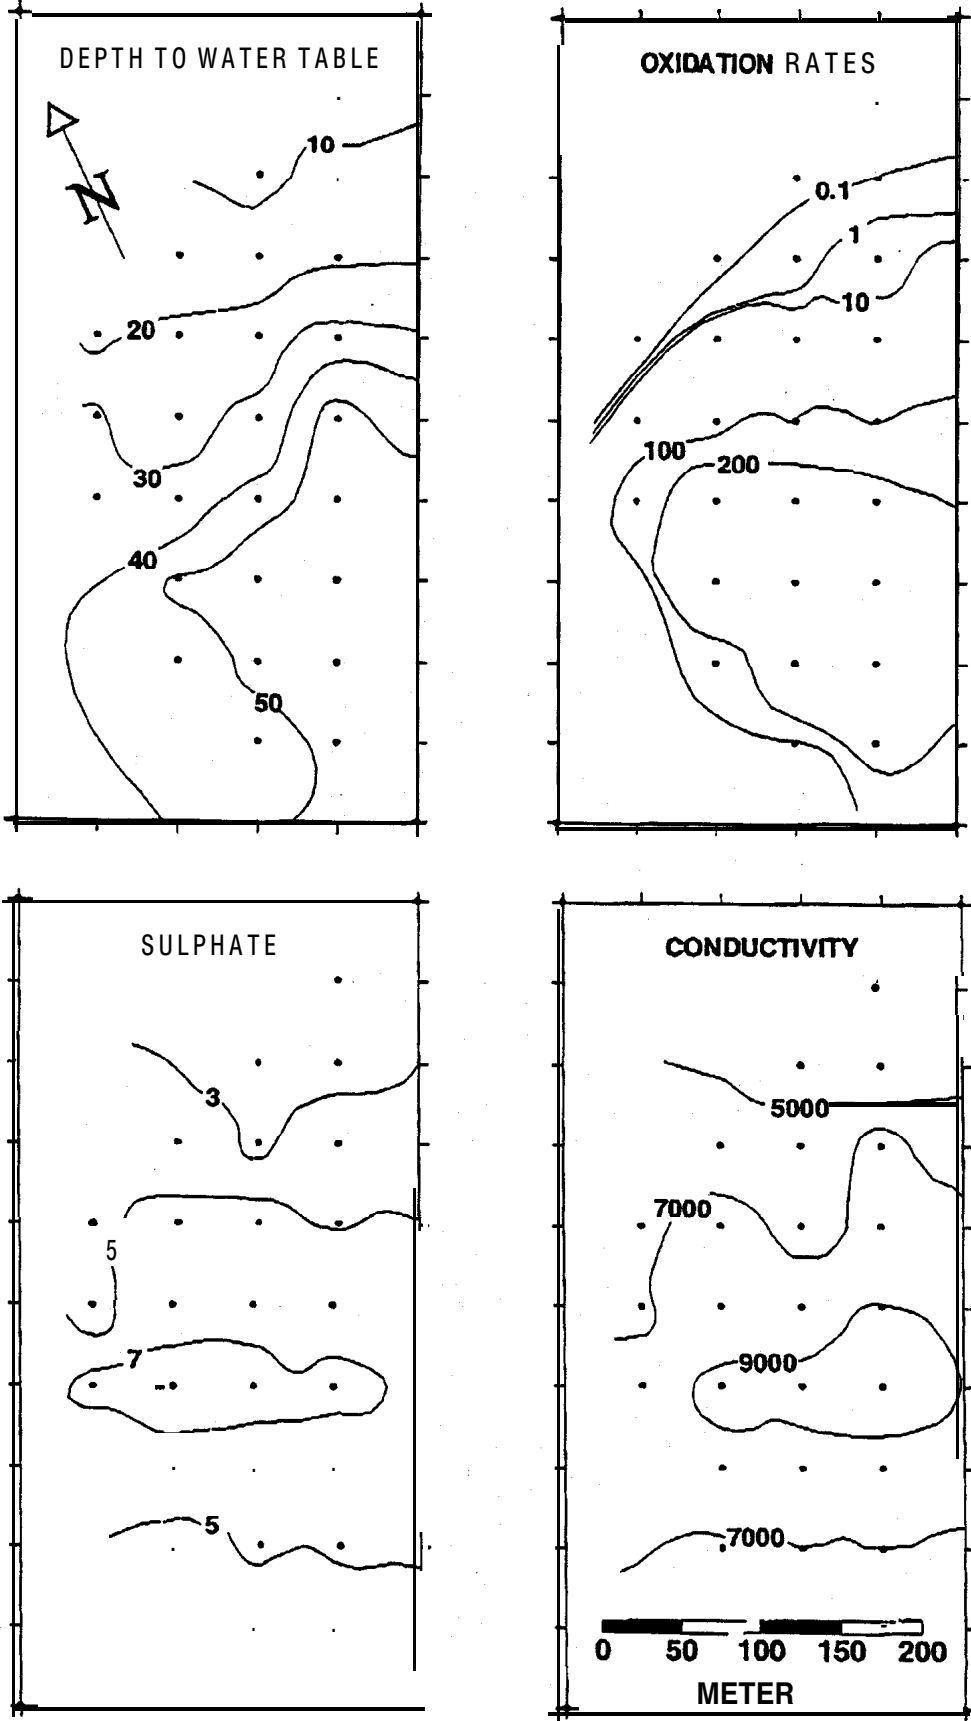 DEPTH TO WATER TABLE
N
10
20
30
40
50
OXIDATION RATES
0.1
1
10
100
200
SULPHATE
3
5
7
5
CONDUCTIVITY
5000
7000
9000
7000
0 50 100 150 200
METER